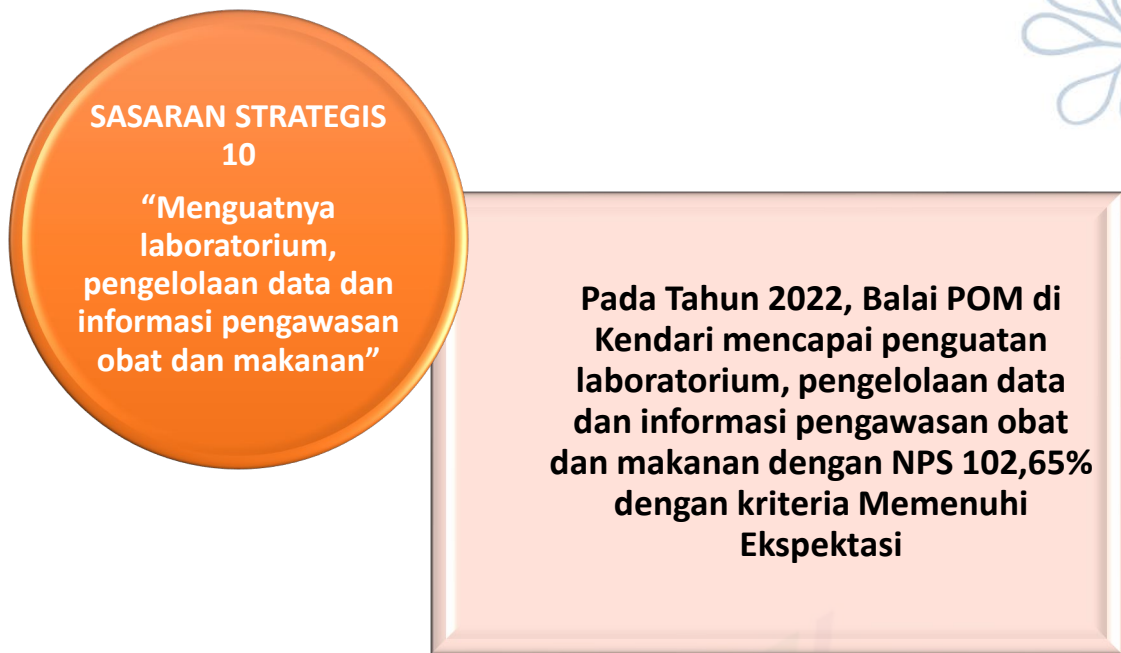 SASARAN STRATEGIS
10
“Menguatnya
laboratorium,
pengelolaan data dan
informasi pengawasan
obat dan makanan”
Pada Tahun 2022, Balai POM di
Kendari mencapai penguatan
laboratorium, pengelolaan data
dan informasi pengawasan obat
dan makanan dengan NPS 102,65%
dengan kriteria Memenuhi
Ekspektasi